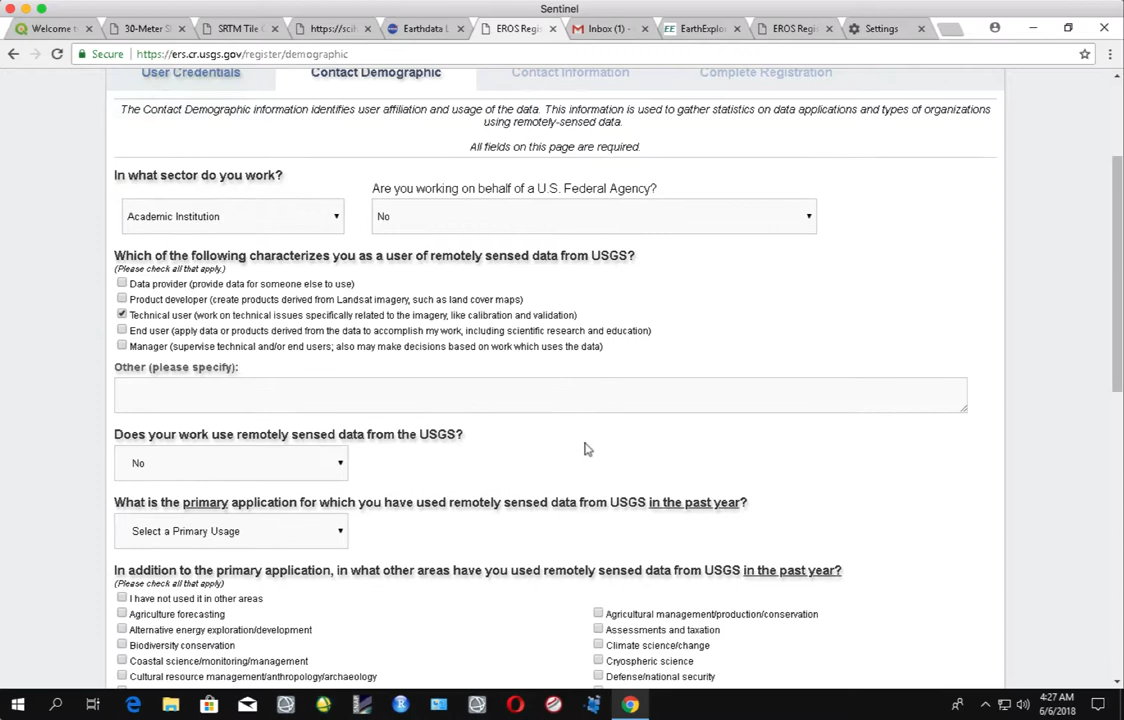 Sentinel
Welcome t
30-Meter S
SRTM Tile G
https://scih
Earthdata L
EROS Regi
Inbox (1) -
EarthExplor
EROS Regi
Settings
Secure
https://ers.cr.usgs.gov/register/demographic
User Credentials
Contact Demographic
Contact Information
Complete Registration
The Contact Demographic information identifies user affiliation and usage of the data. This information is used to gather statistics on data applications and types of organizations
using remotely-sensed data.
All fields on this page are required.
In what sector do you work?
Are you working on behalf of a U.S. Federal Agency?
Academic Institution
No
Which of the following characterizes you as a user of remotely sensed data from USGS?
(Please check all that apply.)
Data provider (provide data for someone else to use)
Product developer (create products derived from Landsat imagery, such as land cover maps)
Technical user (work on technical issues specifically related to the imagery, like calibration and validation)
End user (apply data or products derived from the data to accomplish my work, including scientific research and education)
Manager (supervise technical and/or end users; also may make decisions based on work which uses the data)
Other (please specify):
Does your work use remotely sensed data from the USGS?
No
What is the primary application for which you have used remotely sensed data from USGS in the past year?
Select a Primary Usage
In addition to the primary application, in what other areas have you used remotely sensed data from USGS in the past year?
(Please check all that apply)
I have not used it in other areas
Agriculture forecasting
Agricultural management/production/conservation
Alternative energy exploration/development
Assessments and taxation
Biodiversity conservation
Climate science/change
Coastal science/monitoring/management
Cryospheric science
Cultural resource management/anthropology/archaeology
Defense/national security
4:27 AM
6/6/2018